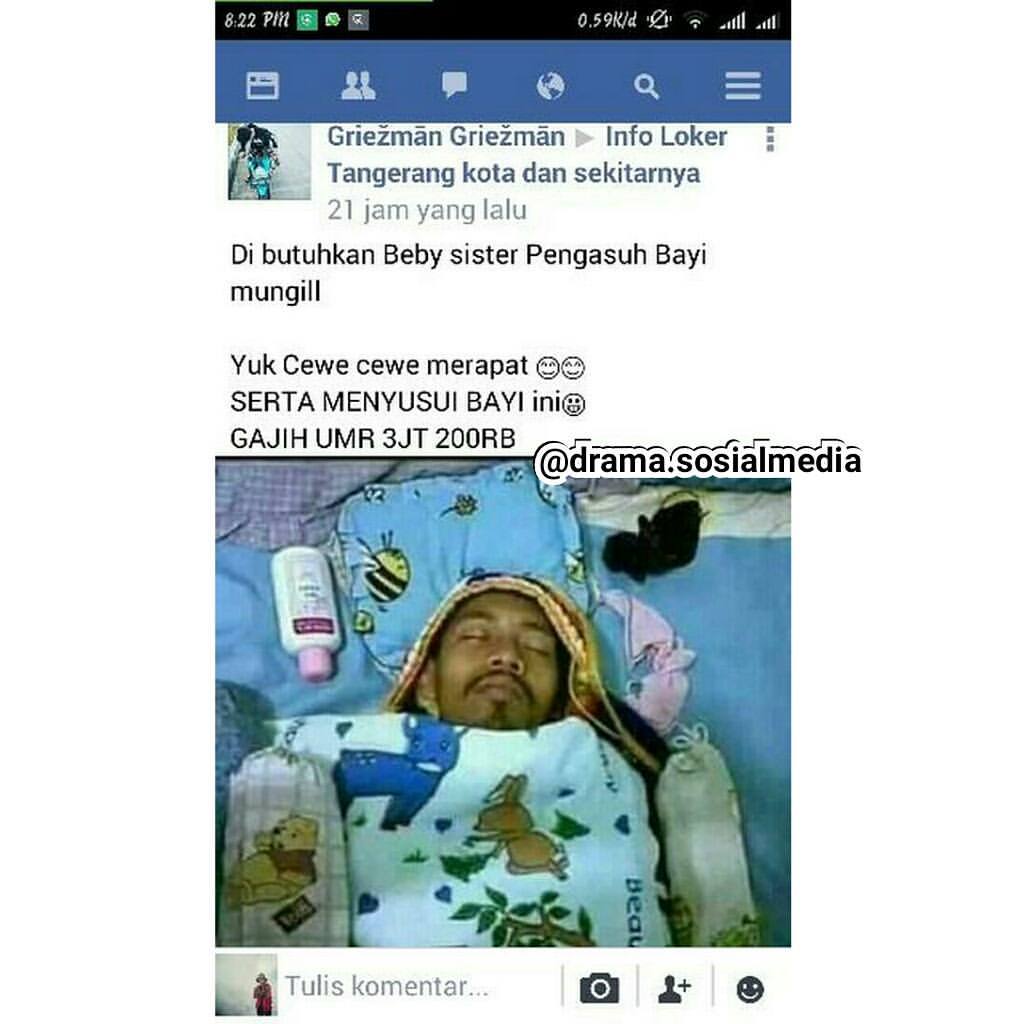 8:22 PM
0.59K/d
Griežmān Griežmān ▶ Info Loker
Tangerang kota dan sekitarnya
21 jam yang lalu
Di butuhkan Beby sister Pengasuh Bayi
mungill
Yuk Cewe cewe merapat 😊😊
SERTA MENYUSUI BAYI ini😀
GAJIH UMR 3JT 200RB
@drama.sosialmedia
Tulis komentar...